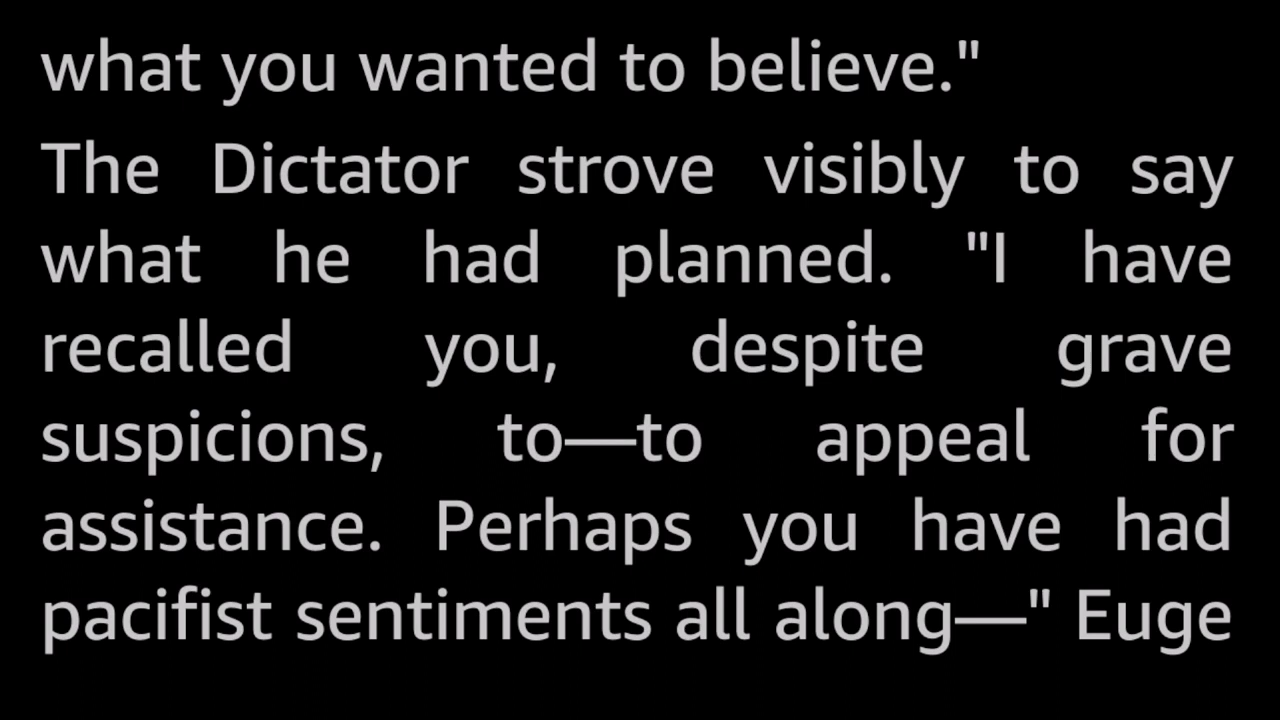 what you wanted to believe."
The Dictator strove visibly to say
what he had planned. "I have
recalled you, despite grave
suspicions, to—to appeal for
assistance. Perhaps you have had
pacifist sentiments all along—" Euge